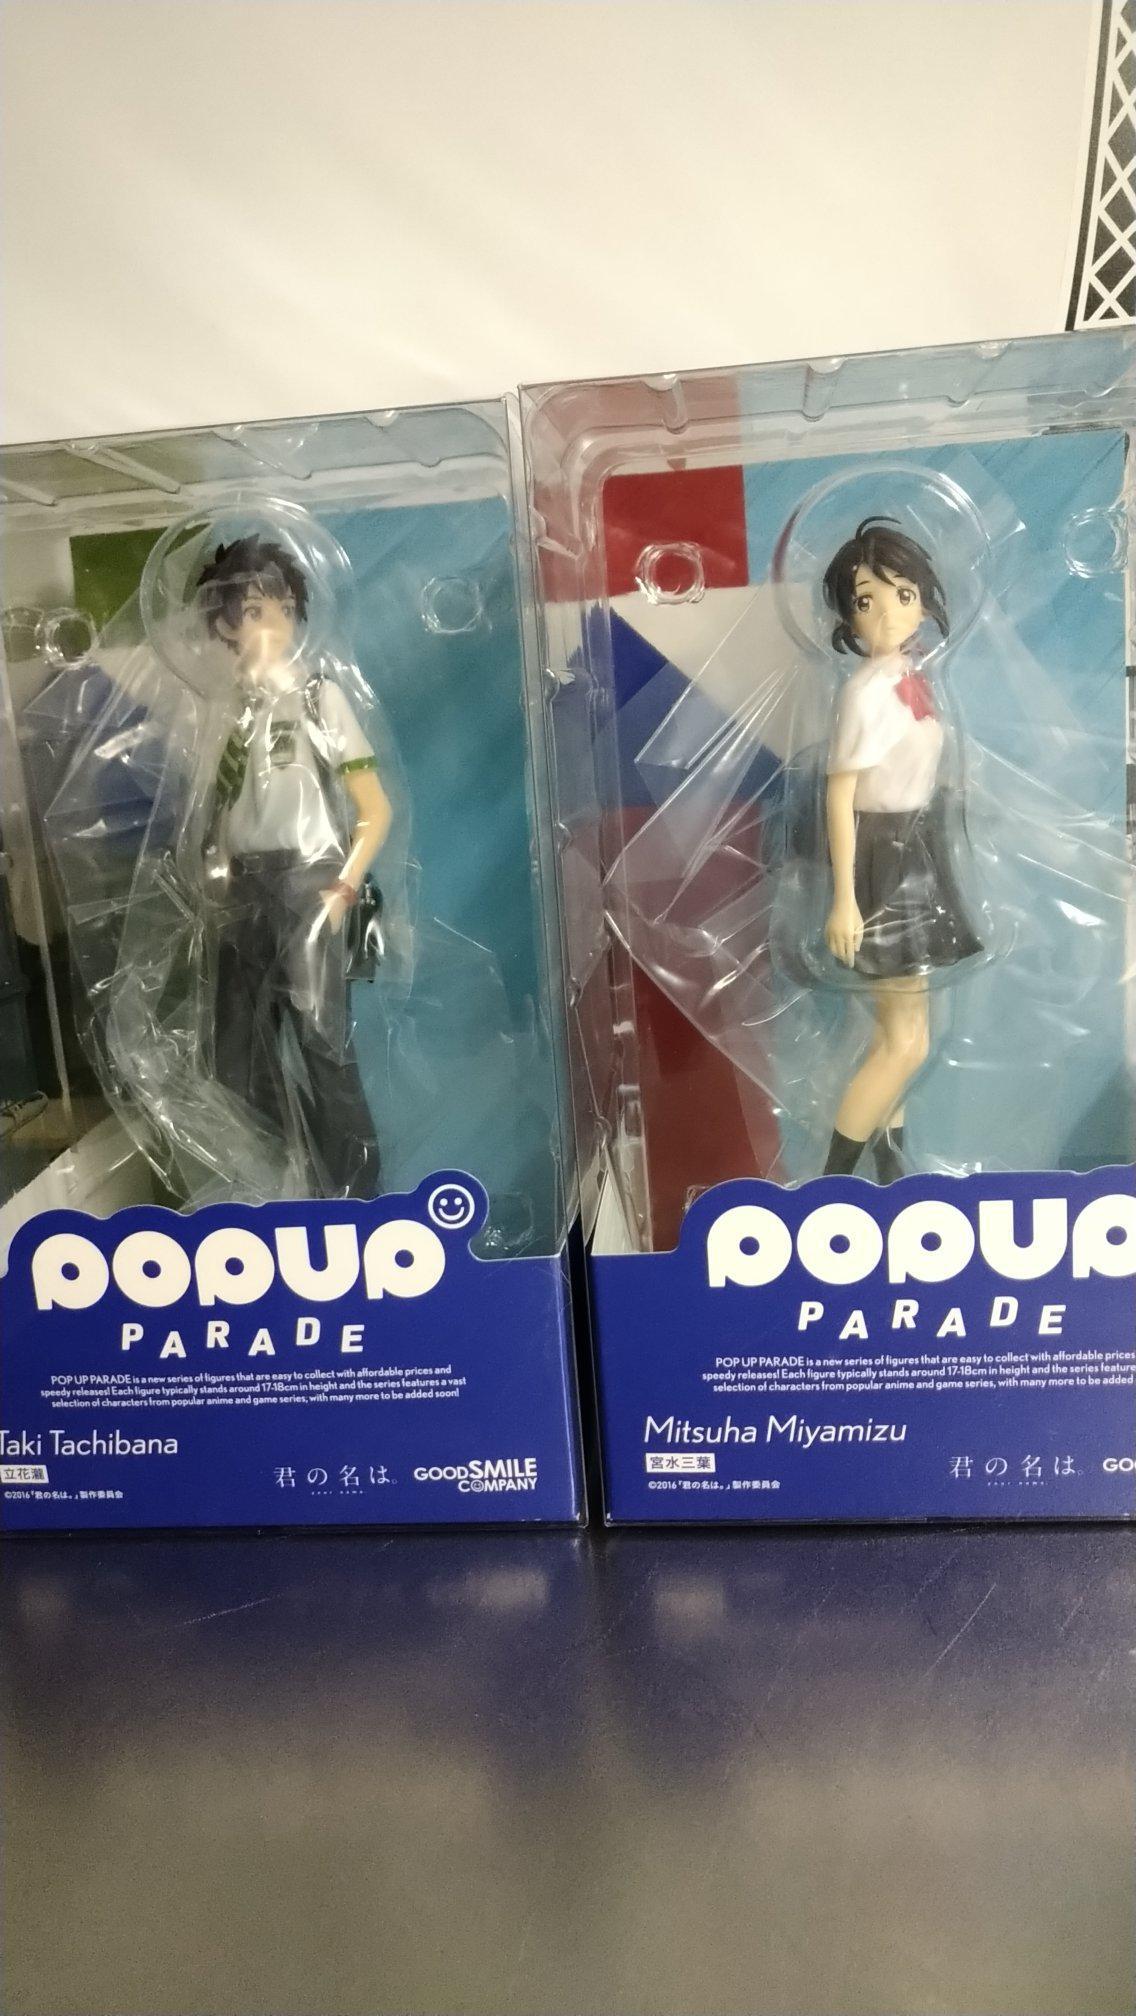 POPUP
PARADE
POP UP PARADE is a new series of figures that are easy to collect with affordable prices and
speedy releases! Each figure typically stands around 17-18cm in height and the series features a vast
selection of characters from popular anime and game series, with many more to be added soon!
Taki Tachibana
立花瀧
君の名は。
GOOD SMILE
COMPANY
©2016「君の名は。」製作委員会
POPUP
PARADE
POP UP PARADE is a new series of figures that are easy to collect with affordable prices
speedy releases! Each figure typically stands around 17-18cm in height and the series feature
selection of characters from popular anime and game series, with many more to be added
Mitsuha Miyamizu
宮水三葉
君の名は。
your name.
GO
©2016「君の名は。」製作委員会